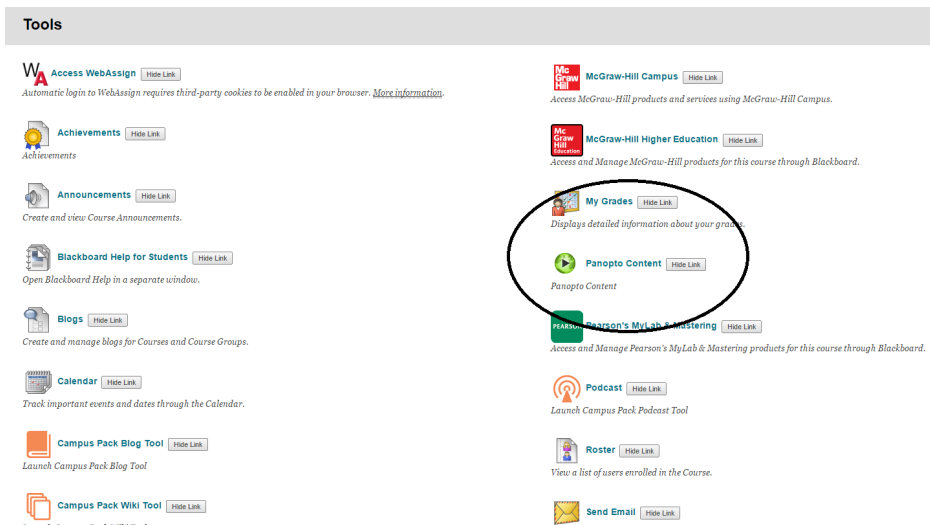 Tools
Access WebAssign Hide Link
Automatic login to WebAssign requires third-party cookies to be enabled in your browser. More information.
Achievements Hide Link
Achievements
Announcements Hide Link
Create and view Course Announcements.
Blackboard Help for Students Hide Link
Open Blackboard Help in a separate window.
Blogs Hide Link
Create and manage blogs for Courses and Course Groups.
Calendar Hide Link
Track important events and dates through the Calendar.
Campus Pack Blog Tool Hide Link
Launch Campus Pack Blog Tool
Campus Pack Wiki Tool Hide Link
Mc
Graw
Hill
McGraw-Hill Campus Hide Link
Access McGraw-Hill products and services using McGraw-Hill Campus.
Mc
Graw
Hill
Education
McGraw-Hill Higher Education Hide Link
Access and Manage McGraw-Hill products for this course through Blackboard.
My Grades Hide Link
Displays detailed information about your grades.
Panopto Content Hide Link
Panopto Content
PEARSON Pearson's MyLab & Mastering Hide Link
Access and Manage Pearson's MyLab & Mastering products for this course through Blackboard.
Podcast Hide Link
Launch Campus Pack Podcast Tool
Roster Hide Link
View a list of users enrolled in the Course.
Send Email Hide Link